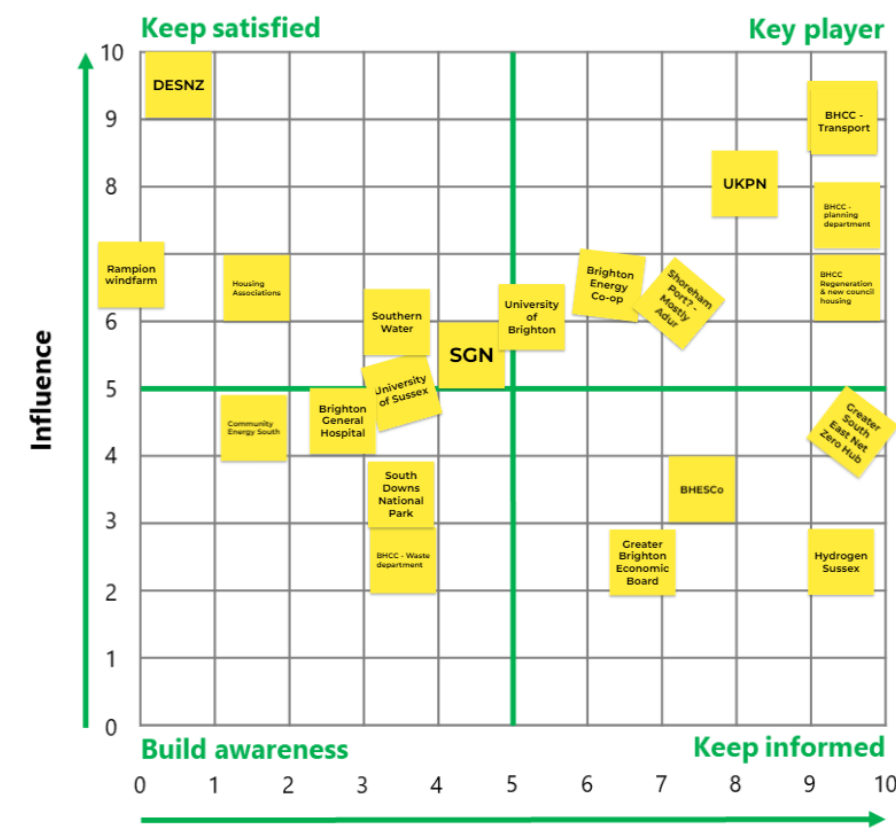 Keep satisfied
Key player
10
9
8
6
5
4
3
2
1
0
Influence
DESNZ
BHCC -
Transport
UKPN
BHCC -
planning
department
Rampion
windfarm
Housing
Associations
Brighton
Energy
Co-op
Shoreham
Port? -
Mostly
Adur
BHCC
Regeneration
& new council
housing
Southern
Water
University
of
Brighton
SGN
University
of Sussex
Community
Energy South
Brighton
General
Hospital
Greater
South
East Net
Zero Hub
South
Downs
National
Park
BHESCo
BHCC - Waste
department
Greater
Brighton
Economic
Board
Hydrogen
Sussex
Build awareness
Keep informed
0
1
2
3
4
5
6
7
8
9
10